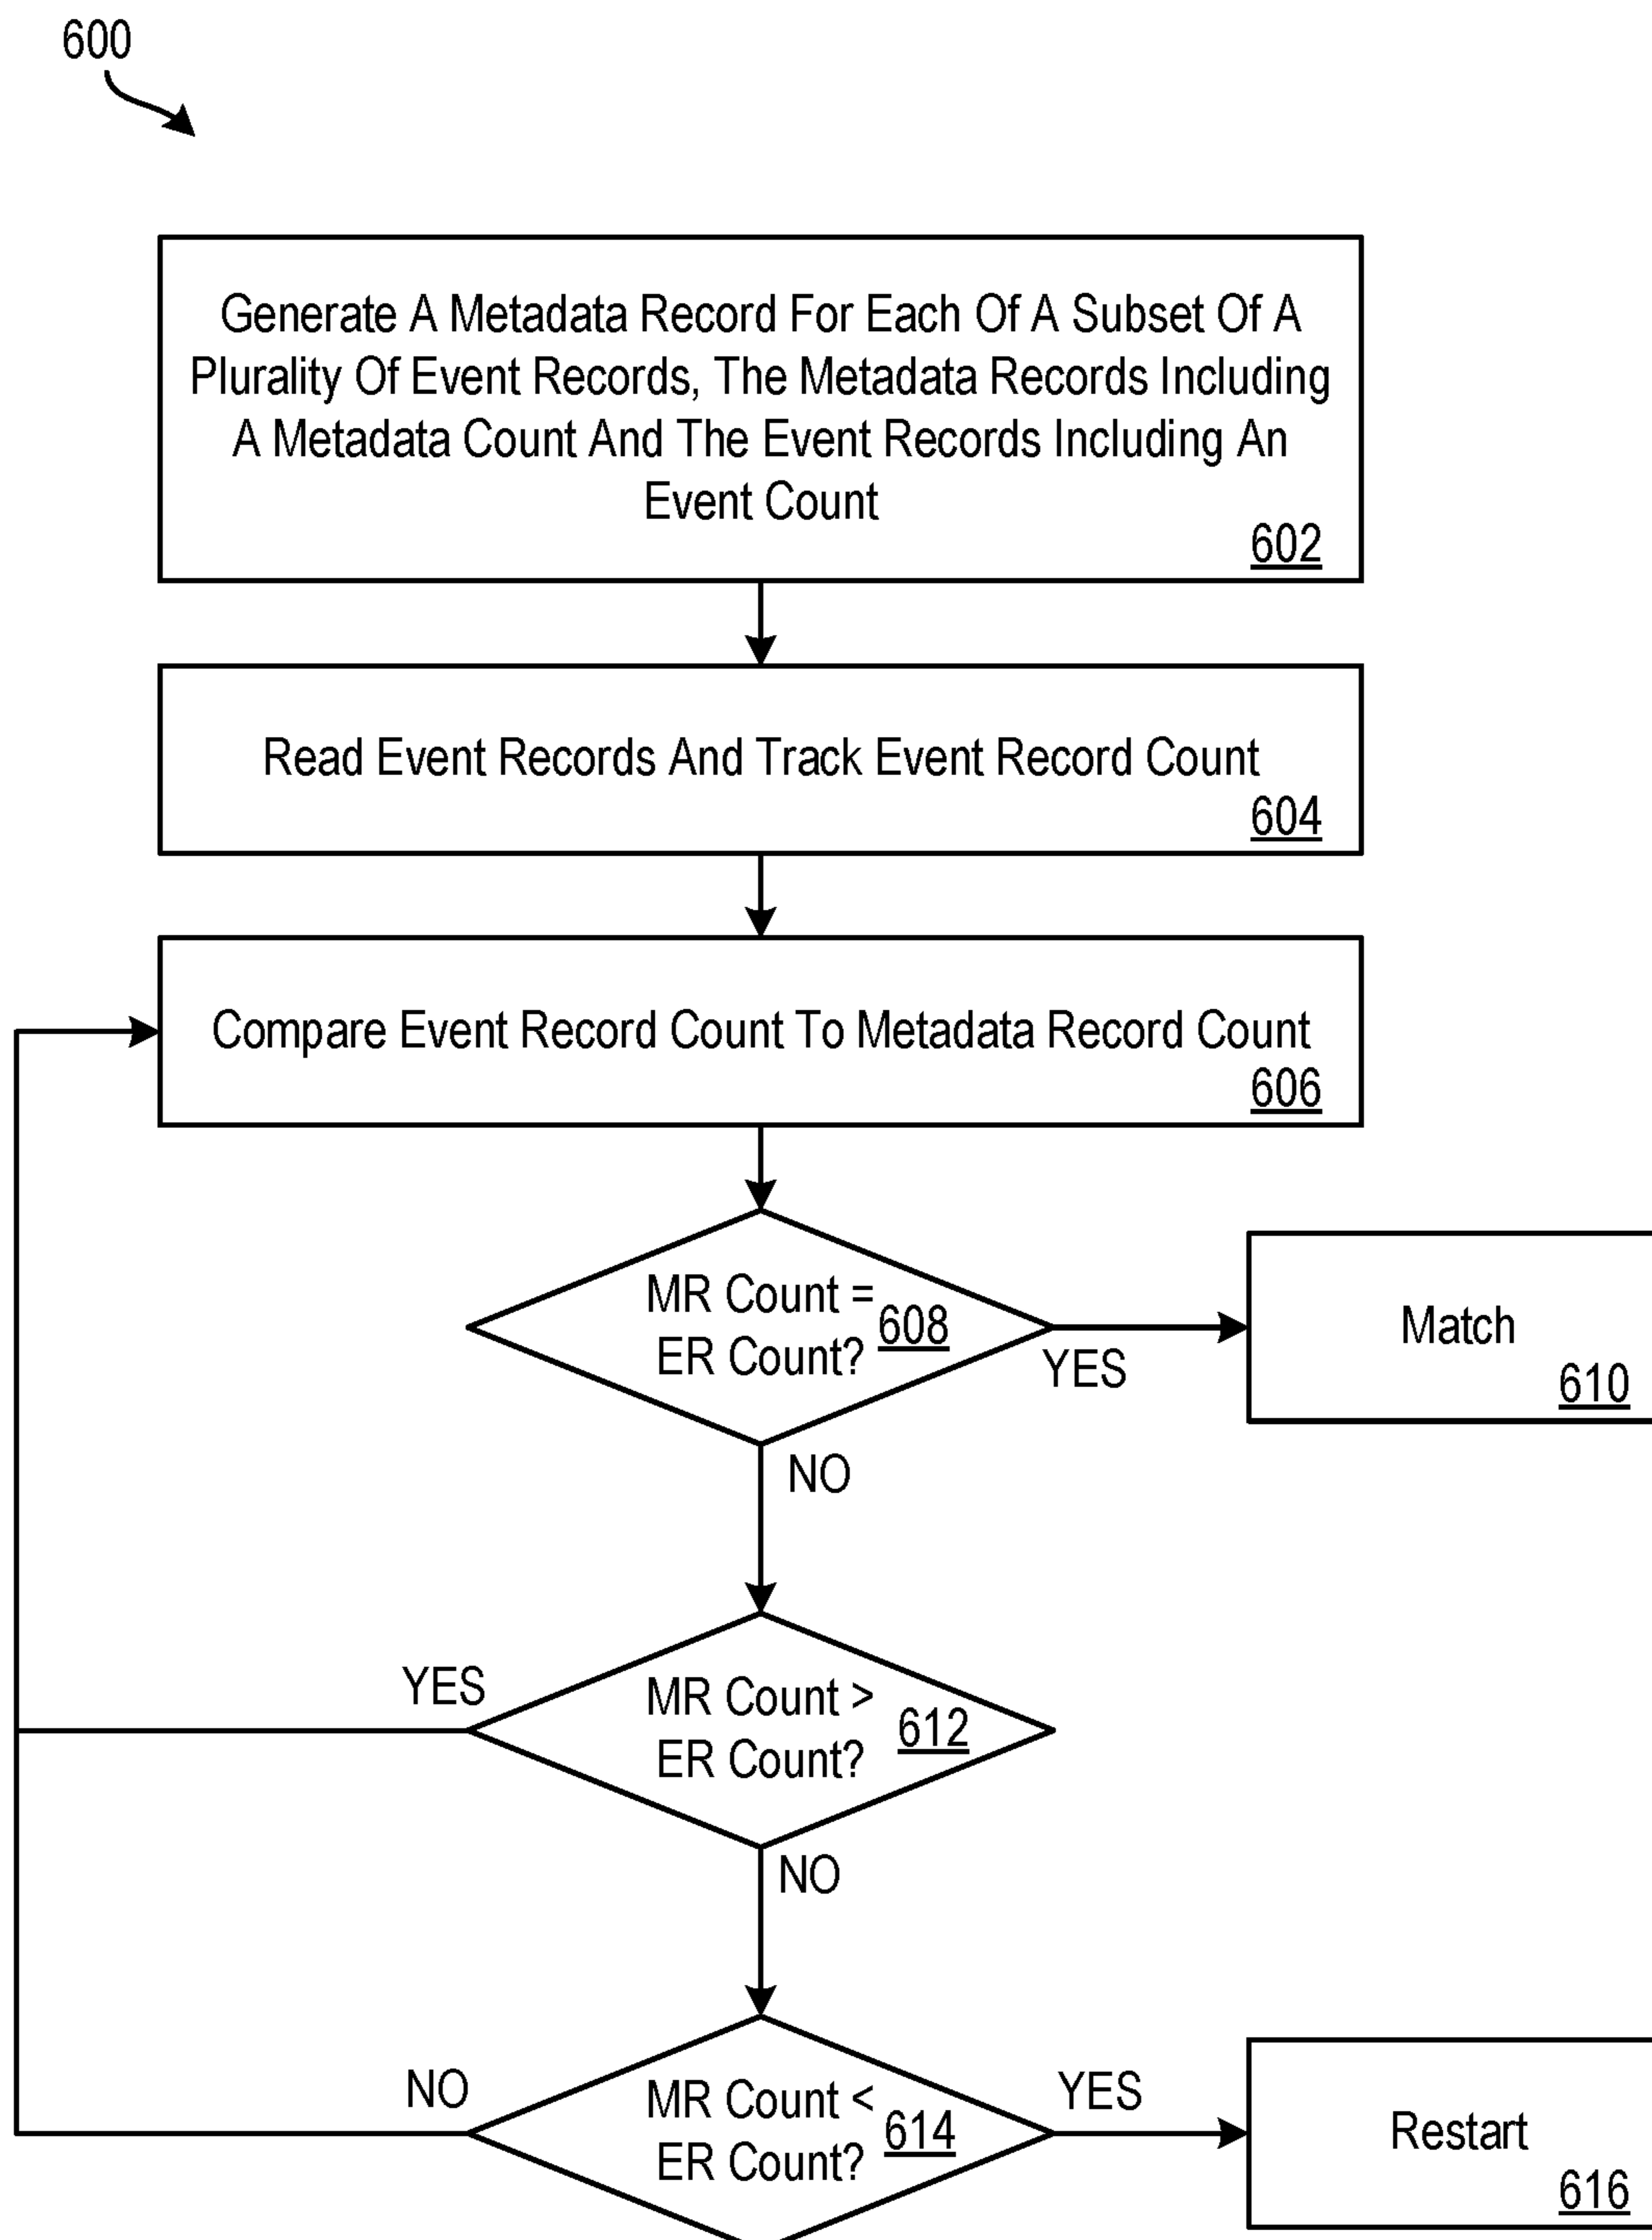 600
Generate A Metadata Record For Each Of A Subset Of A
Plurality Of Event Records, The Metadata Records Including
A Metadata Count And The Event Records Including An
Event Count
602
Read Event Records And Track Event Record Count
604
Compare Event Record Count To Metadata Record Count
606
MR Count =
ER Count?
608
YES
Match
610
NO
YES
MR Count >
ER Count?
612
NO
NO
MR Count <
ER Count?
614
YES
Restart
616